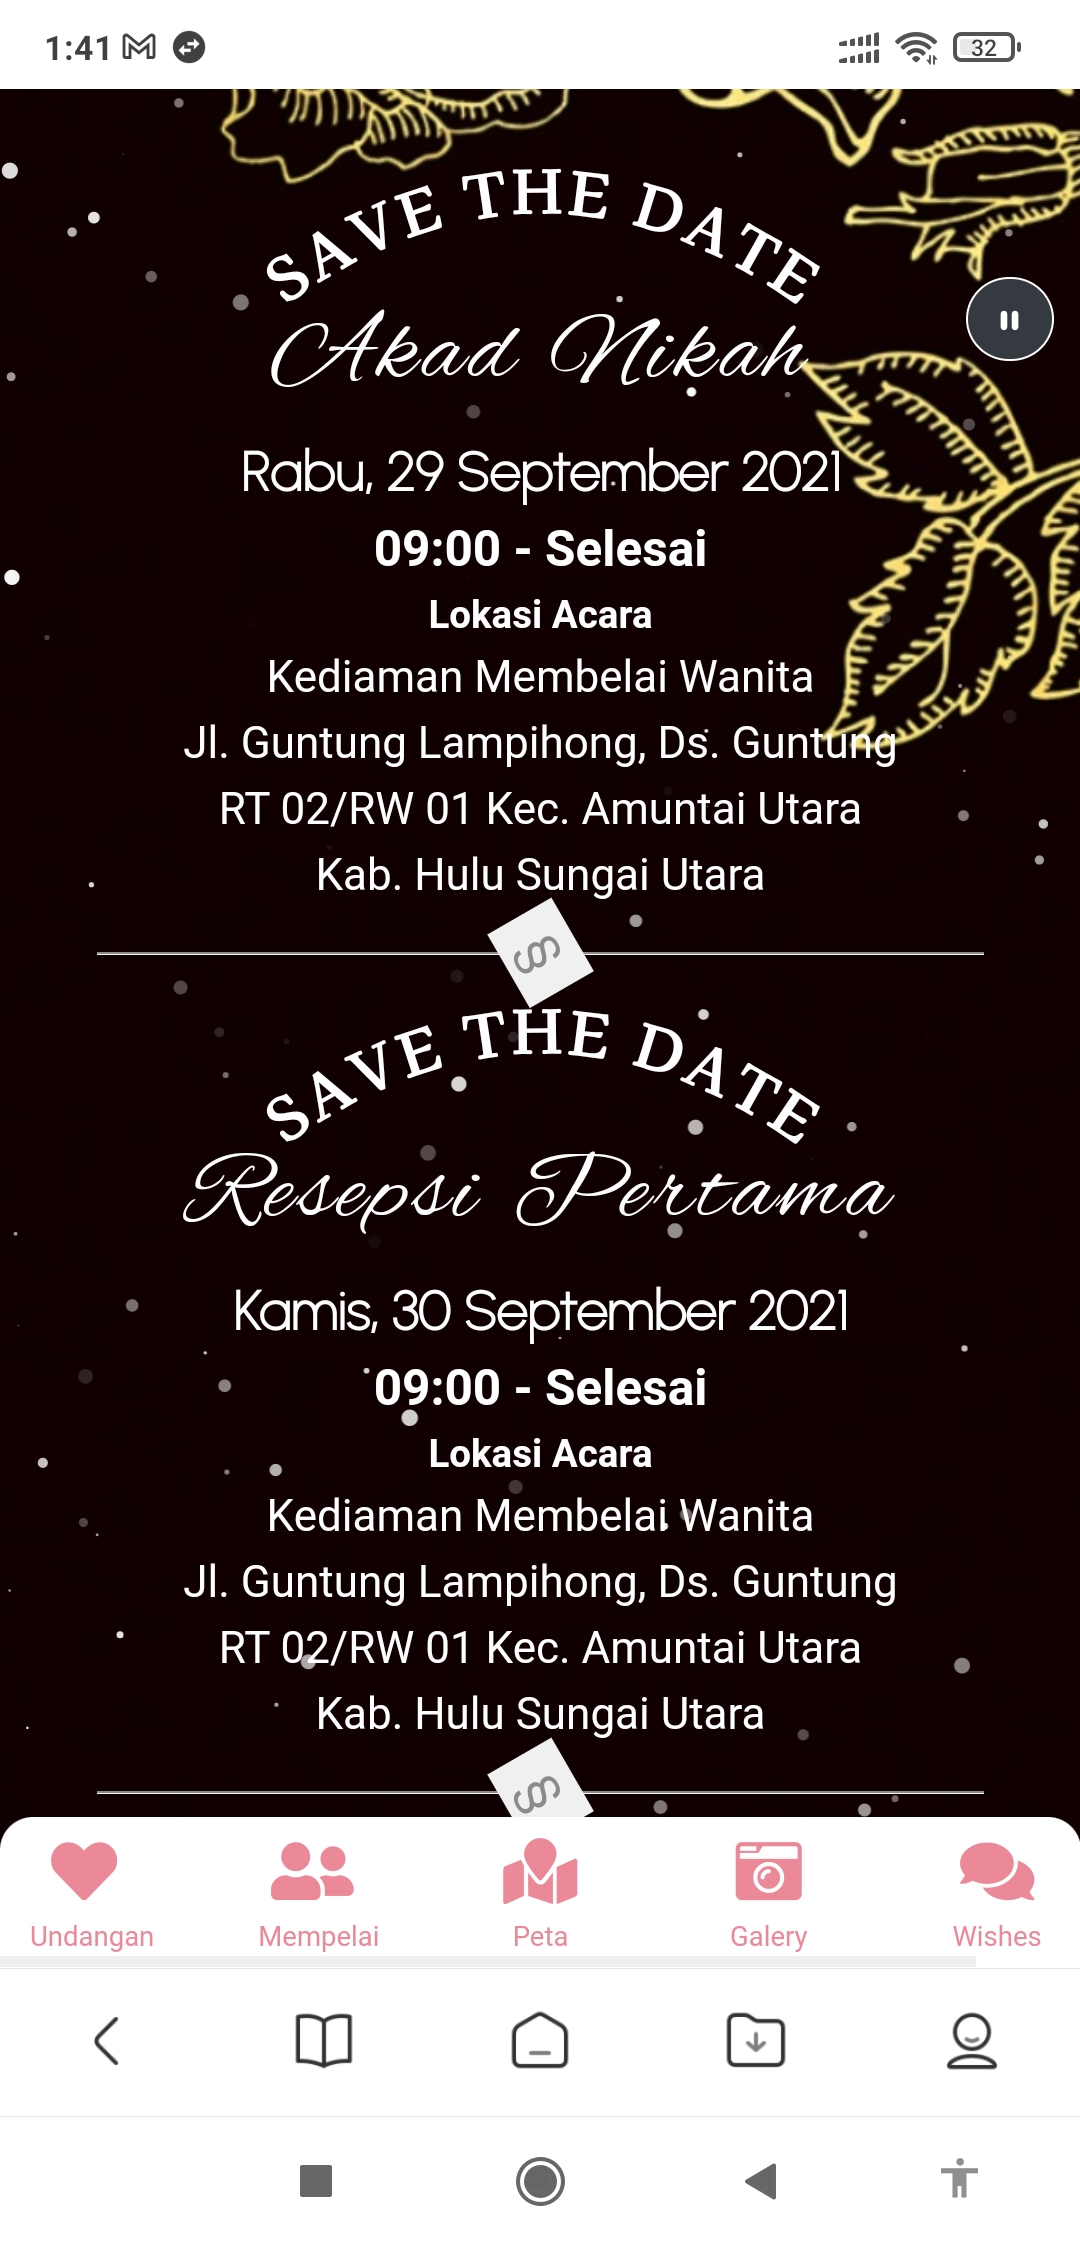 1:41
32
SAVE THE DATE
Akad Nikah
Rabu, 29 September 2021
09:00 - Selesai
Lokasi Acara
Kediaman Membelai Wanita
Jl. Guntung Lampihong, Ds. Guntung
RT 02/RW 01 Kec. Amuntai Utara
Kab. Hulu Sungai Utara
§
SAVE THE DATE
Resepsi Pertama
Kamis, 30 September 2021
09:00 - Selesai
Lokasi Acara
Kediaman Membelai Wanita
Jl. Guntung Lampihong, Ds. Guntung
RT 02/RW 01 Kec. Amuntai Utara
Kab. Hulu Sungai Utara
§
Undangan Mempelai Peta Galery Wishes